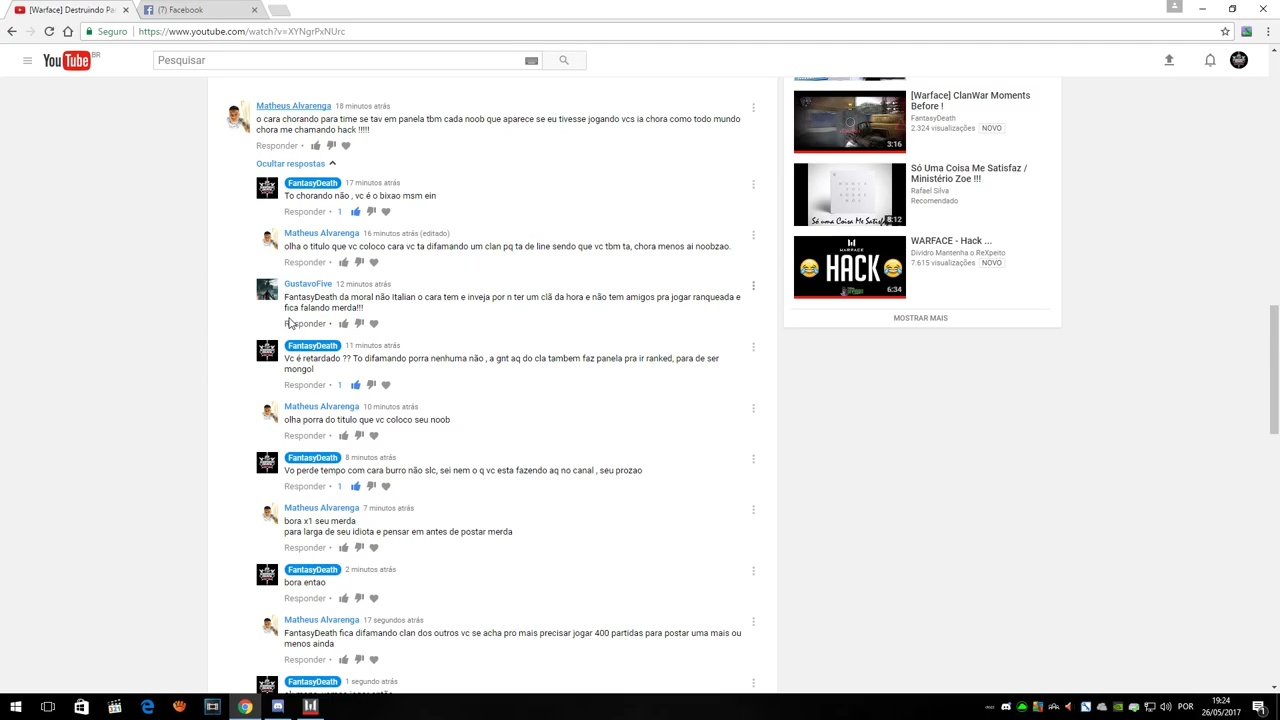 [Warface] Destruindo Pa
(7) Facebook
Seguro
https://www.youtube.com/watch?v=XYNgrPxNUrc
YouTube BR
Pesquisar
Matheus Alvarenga 18 minutos atrás
o cara chorando para time se tav em panela tbm cada noob que aparece se eu tivesse jogando vcs ia chora como todo mundo
chora me chamando hack !!!!!
Responder •
Ocultar respostas
FantasyDeath 17 minutos atrás
To chorando não , vc é o bixao msm ein
Responder • 1
Matheus Alvarenga 16 minutos atrás (editado)
olha o titulo que vc coloco cara vc ta difamando um clan pq ta de line sendo que vc tbm ta, chora menos ai noobzao.
Responder •
GustavoFive 12 minutos atrás
FantasyDeath da moral não Italian o cara tem e inveja por n ter um clã da hora e não tem amigos pra jogar ranqueada e
fica falando merda!!!
Responder •
FantasyDeath 11 minutos atrás
Vc é retardado ?? To difamando porra nenhuma não , a gnt aq do cla tambem faz panela pra ir ranked, para de ser
mongol
Responder • 1
Matheus Alvarenga 10 minutos atrás
olha porra do titulo que vc coloco seu noob
Responder •
FantasyDeath 8 minutos atrás
Vo perde tempo com cara burro não slc, sei nem o q vc esta fazendo aq no canal , seu prozao
Responder • 1
Matheus Alvarenga 7 minutos atrás
bora x1 seu merda
para larga de seu idiota e pensar em antes de postar merda
Responder •
FantasyDeath 2 minutos atrás
bora entao
Responder •
Matheus Alvarenga 17 segundos atrás
FantasyDeath fica difamando clan dos outros vc se acha pro mais precisar jogar 400 partidas para postar uma mais ou
menos ainda
Responder •
FantasyDeath 1 segundo atrás
[Warface] ClanWar Moments
Before !
FantasyDeath
2.324 visualizações NOVO
3:16
Só Uma Coisa Me Satisfaz /
Ministério Zoe !!!
Rafael Silva
Recomendado
Só uma Coisa Me Satisfaz
8:12
WARFACE - Hack ...
Dividro Mantenha o ReXpeito
7.615 visualizações NOVO
WARFACE
HACK
6:34
MOSTRAR MAIS
POR
19:24
26/05/2017